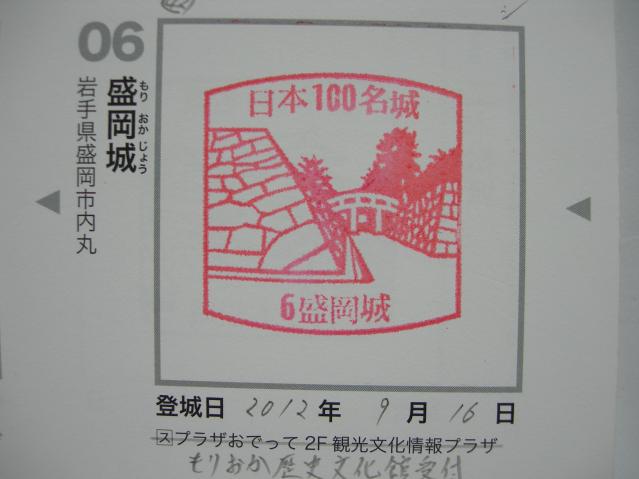 06
盛岡城
もり おか じょう
岩手県盛岡市内丸
日本100名城
6盛岡城
登城日 2012年 9月 16日
スプラザおでって 2F 観光文化情報プラザ
もりおか歴史文化館受付